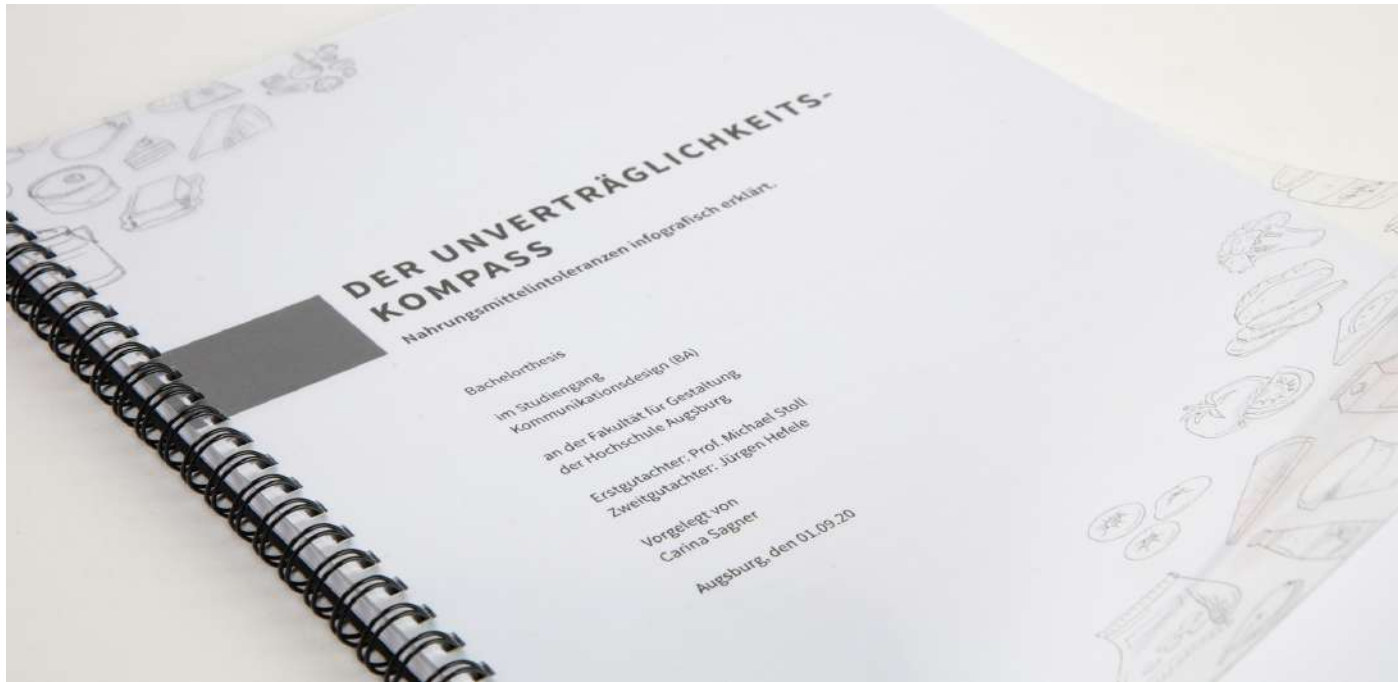 DER UNVERTRÄGLICHKEITS-
KOMPASS
Nahrungsmittelintoleranzen infografisch erklärt.
Bachelorthesis
im Studiengang
Kommunikationsdesign (BA)
an der Fakultät für Gestaltung
der Hochschule Augsburg
Erstgutachter: Prof. Michael Stoll
Zweitgutachter: Jürgen Hefele
Vorgelegt von
Carina Sagner
Augsburg, den 01.09.20